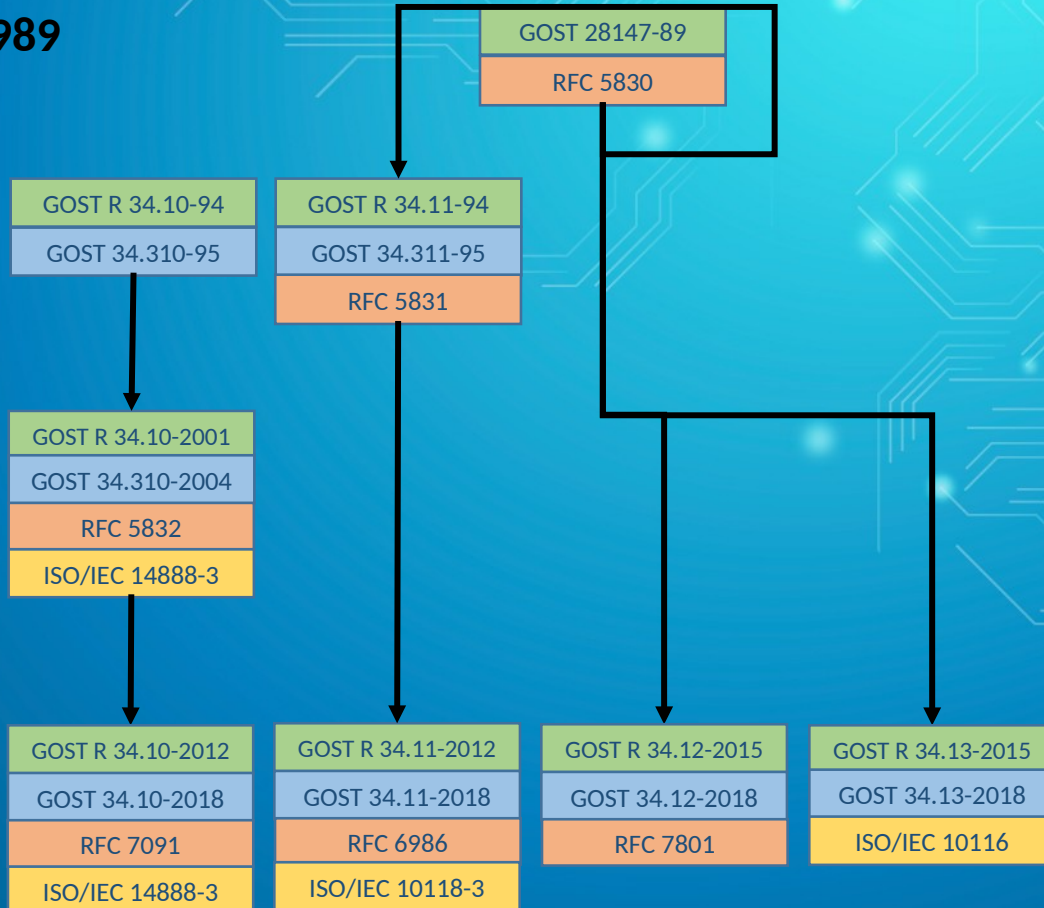 989
GOST 28147-89
RFC 5830
GOST R 34.10-94
GOST 34.310-95
GOST R 34.11-94
GOST 34.311-95
RFC 5831
GOST R 34.10-2001
GOST 34.310-2004
RFC 5832
ISO/IEC 14888-3
GOST R 34.10-2012
GOST 34.10-2018
RFC 7091
ISO/IEC 14888-3
GOST R 34.11-2012
GOST 34.11-2018
RFC 6986
ISO/IEC 10118-3
GOST R 34.12-2015
GOST 34.12-2018
RFC 7801
GOST R 34.13-2015
GOST 34.13-2018
ISO/IEC 10116